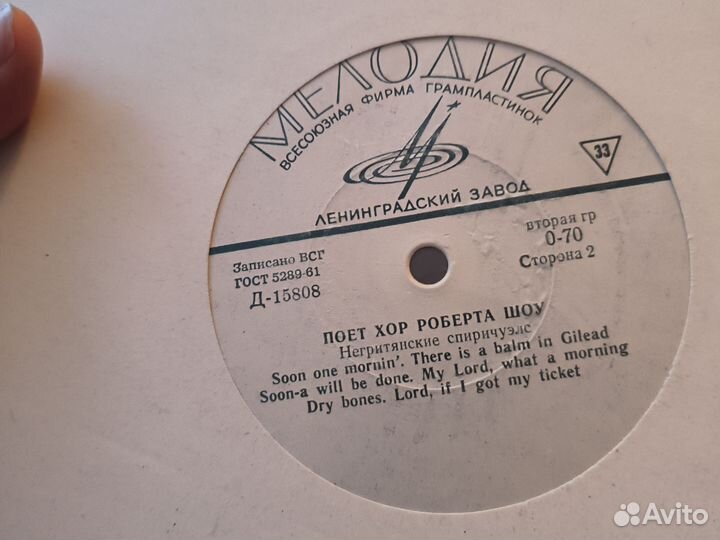 МЕЛОДИЯ
ВСЕСОЮЗНАЯ ФИРМА ГРАМПЛАСТИНОК
33
ЛЕНИНГРАДСКИЙ ЗАВОД
Записано ВСГ
ГОСТ 5289-61
Д-15808
вторая гр
0-70
Сторона 2
ПОЕТ ХОР РОБЕРТА ШОУ
Негритянские спиричуэлс
Soon one mornin'. There is a balm in Gilead
Soon-a will be done. My Lord, what a morning
Dry bones. Lord, if I got my ticket
Avito